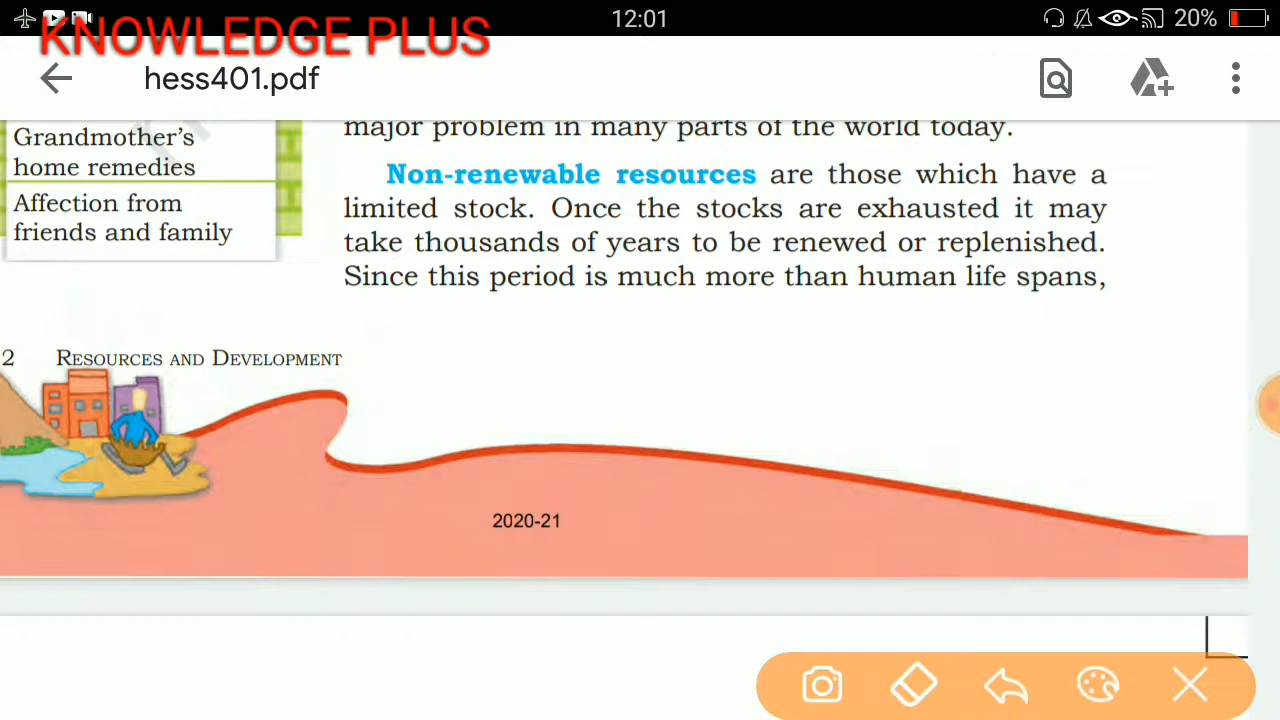 12:01
20%
KNOWLEDGE PLUS
hess401.pdf
Grandmother's
home remedies
Affection from
friends and family
major problem in many parts of the world today.
Non-renewable resources are those which have a
limited stock. Once the stocks are exhausted it may
take thousands of years to be renewed or replenished.
Since this period is much more than human life spans,
2 RESOURCES AND DEVELOPMENT
2020-21